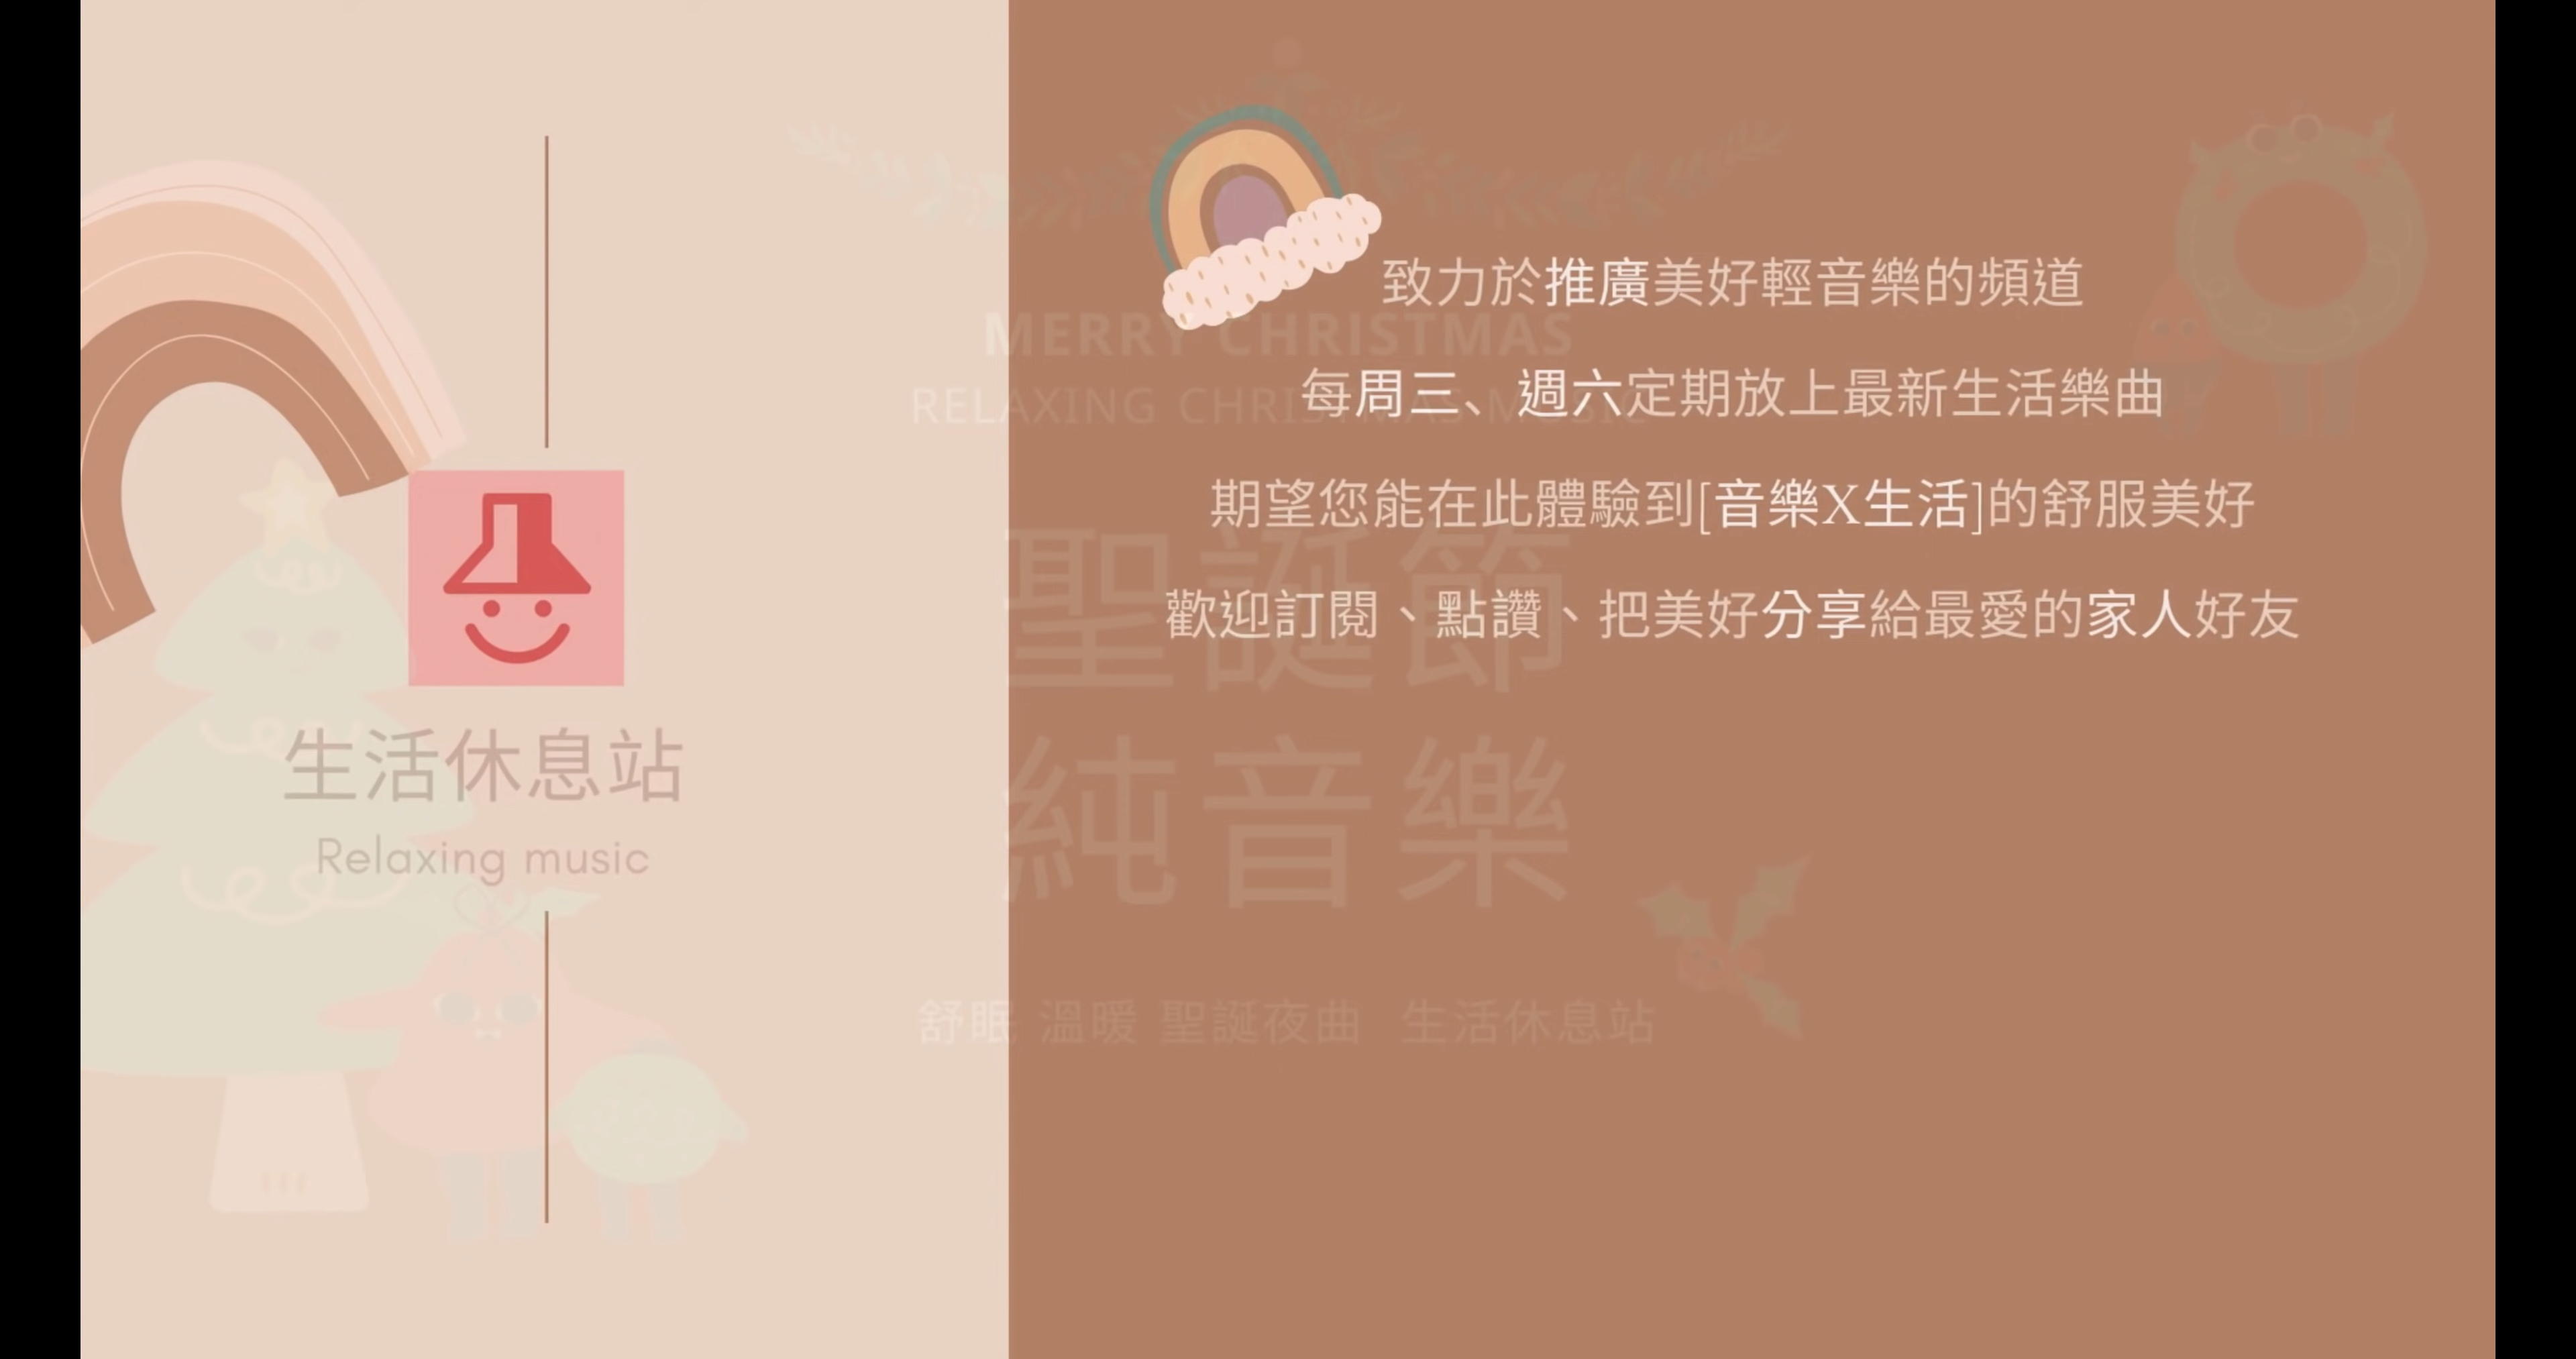 生活休息站
Relaxing music
致力於推廣美好輕音樂的頻道
每周三、週六定期放上最新生活樂曲
期望您能在此體驗到[音樂X生活]的舒服美好
歡迎訂閱、點讚、把美好分享給最愛的家人好友
MERRY CHRISTMAS
RELAXING CHRISTMAS MUSIC
聖誕節
純音樂
舒眠 溫暖 聖誕夜曲 生活休息站